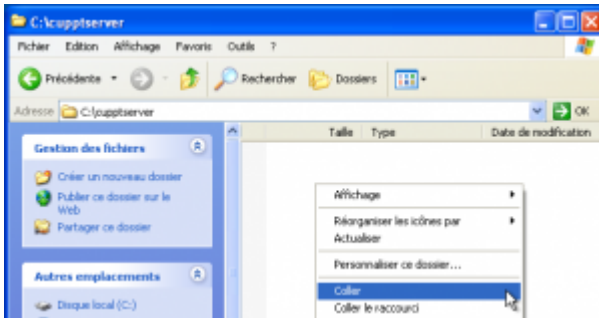 C:\cupptserver
Fichier Edition Affichage Favoris Outils ?
Précédente Rechercher Dossiers
Adresse C:\cupptserver OK
Taille Type Date de modification
Gestion des fichiers
Créer un nouveau dossier
Publier ce dossier sur le
Web
Partager ce dossier
Autres emplacements
Disque local (C:)
Affichage
Réorganiser les icônes par
Actualiser
Personnaliser ce dossier...
Coller
Coller le raccourci